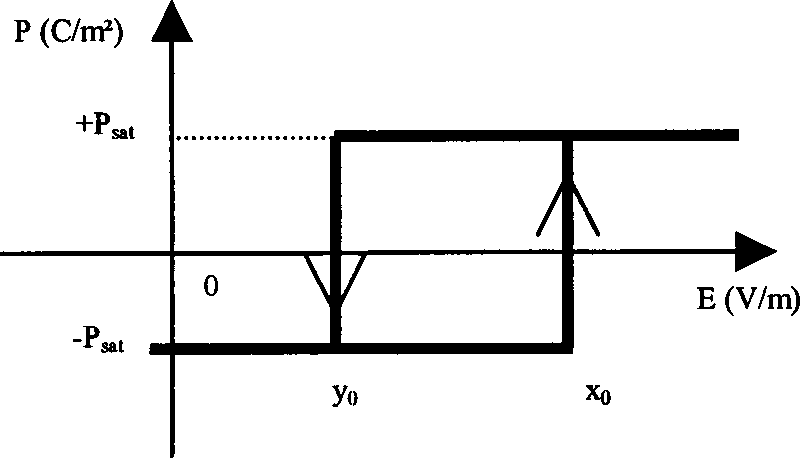 P (C/m²)
+Psat
0
E (V/m)
-Psat
y₀
x₀